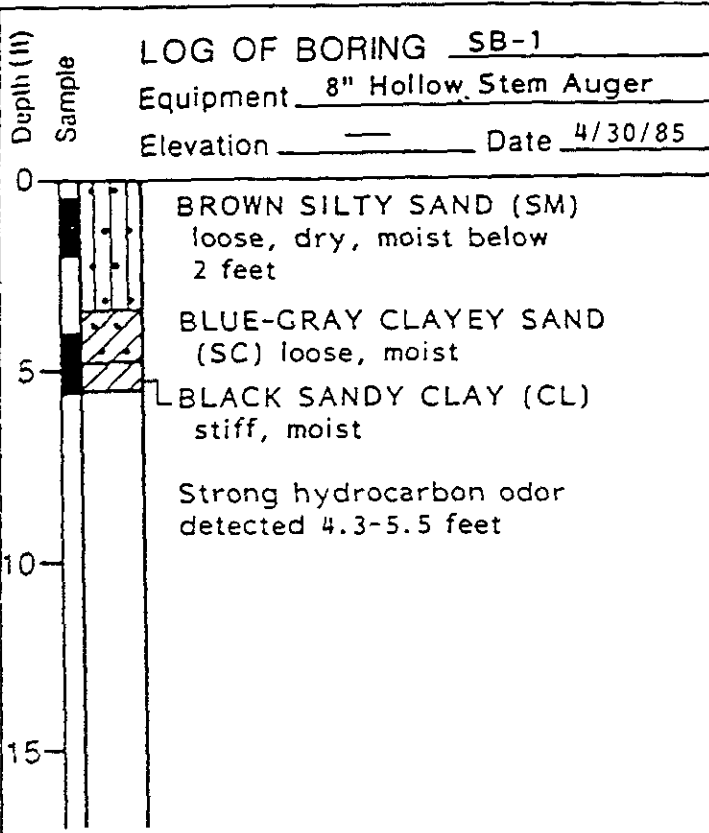 Depth (ft)
Sample
LOG OF BORING SB-1
Equipment 8" Hollow Stem Auger
Elevation — Date 4/30/85
0
BROWN SILTY SAND (SM)
loose, dry, moist below
2 feet
BLUE-GRAY CLAYEY SAND
(SC) loose, moist
5
BLACK SANDY CLAY (CL)
stiff, moist
Strong hydrocarbon odor
detected 4.3-5.5 feet
10
15